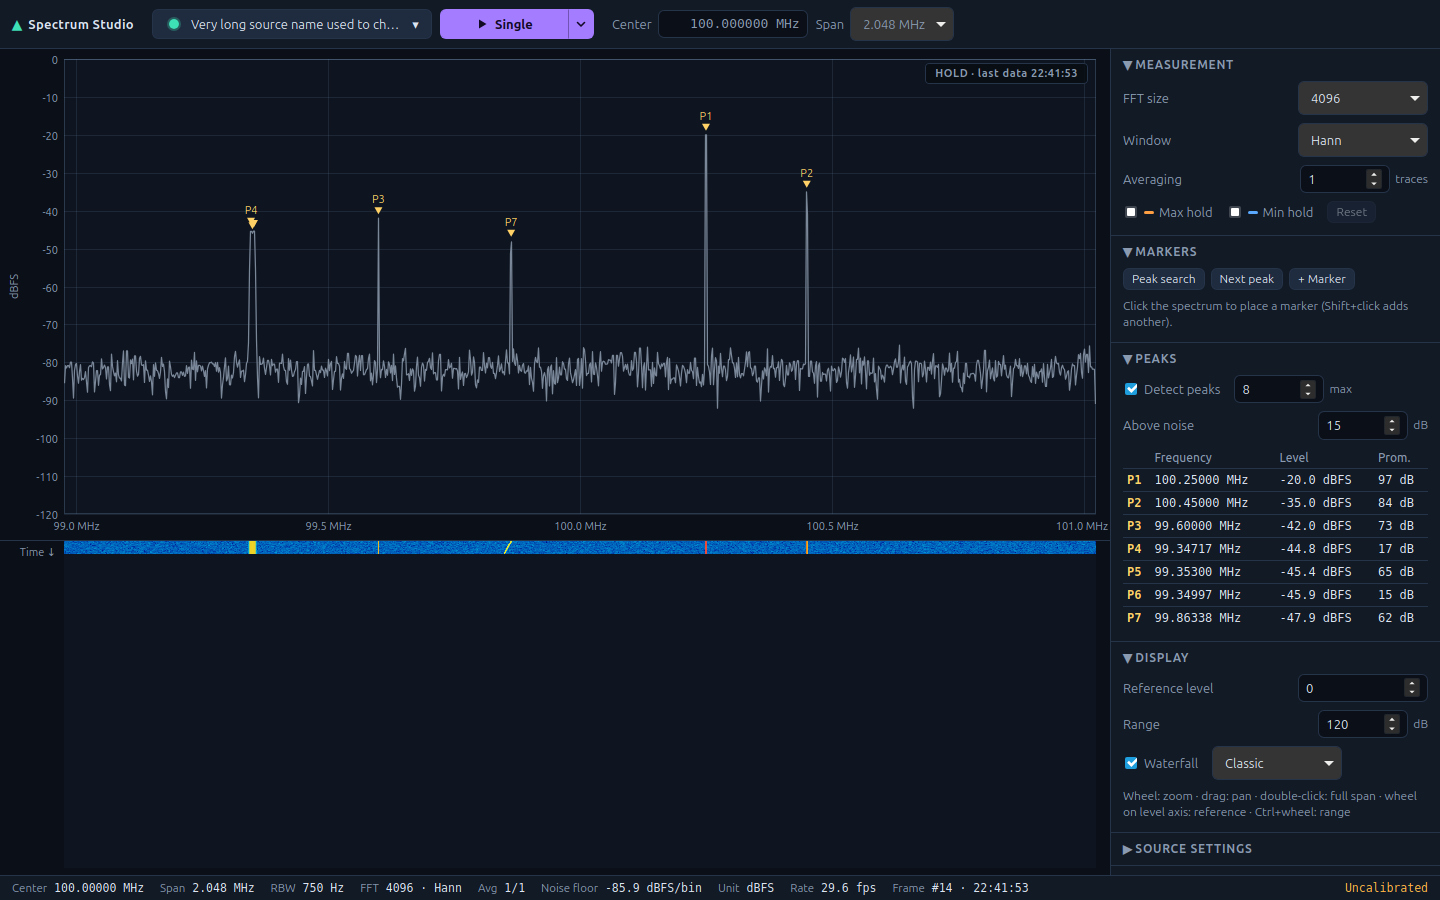 Spectrum Studio
Very long source name used to ch...
Single
Center 100.000000 MHz
Span 2.048 MHz
HOLD · last data 22:41:53
0
-10
-20
-30
-40
-50
-60
-70
-80
-90
-100
-110
-120
dBFS
P4
P3
P7
P1
P2
99.0 MHz 99.5 MHz 100.0 MHz 100.5 MHz 101.0 MHz
Time ↓
▼ MEASUREMENT
FFT size 4096
Window Hann
Averaging 1 traces
Max hold Min hold Reset
▼ MARKERS
Peak search Next peak + Marker
Click the spectrum to place a marker (Shift+click adds
another).
▼ PEAKS
Detect peaks 8 max
Above noise 15 dB
Frequency Level Prom.
P1 100.25000 MHz -20.0 dBFS 97 dB
P2 100.45000 MHz -35.0 dBFS 84 dB
P3 99.60000 MHz -42.0 dBFS 73 dB
P4 99.34717 MHz -44.8 dBFS 17 dB
P5 99.35300 MHz -45.4 dBFS 65 dB
P6 99.34997 MHz -45.9 dBFS 15 dB
P7 99.86338 MHz -47.9 dBFS 62 dB
▼ DISPLAY
Reference level 0
Range 120 dB
Waterfall Classic
Wheel: zoom · drag: pan · double-click: full span · wheel
on level axis: reference · Ctrl+wheel: range
▶ SOURCE SETTINGS
Center 100.00000 MHz Span 2.048 MHz RBW 750 Hz FFT 4096 · Hann Avg 1/1 Noise floor -85.9 dBFS/bin Unit dBFS Rate 29.6 fps Frame #14 · 22:41:53 Uncalibrated